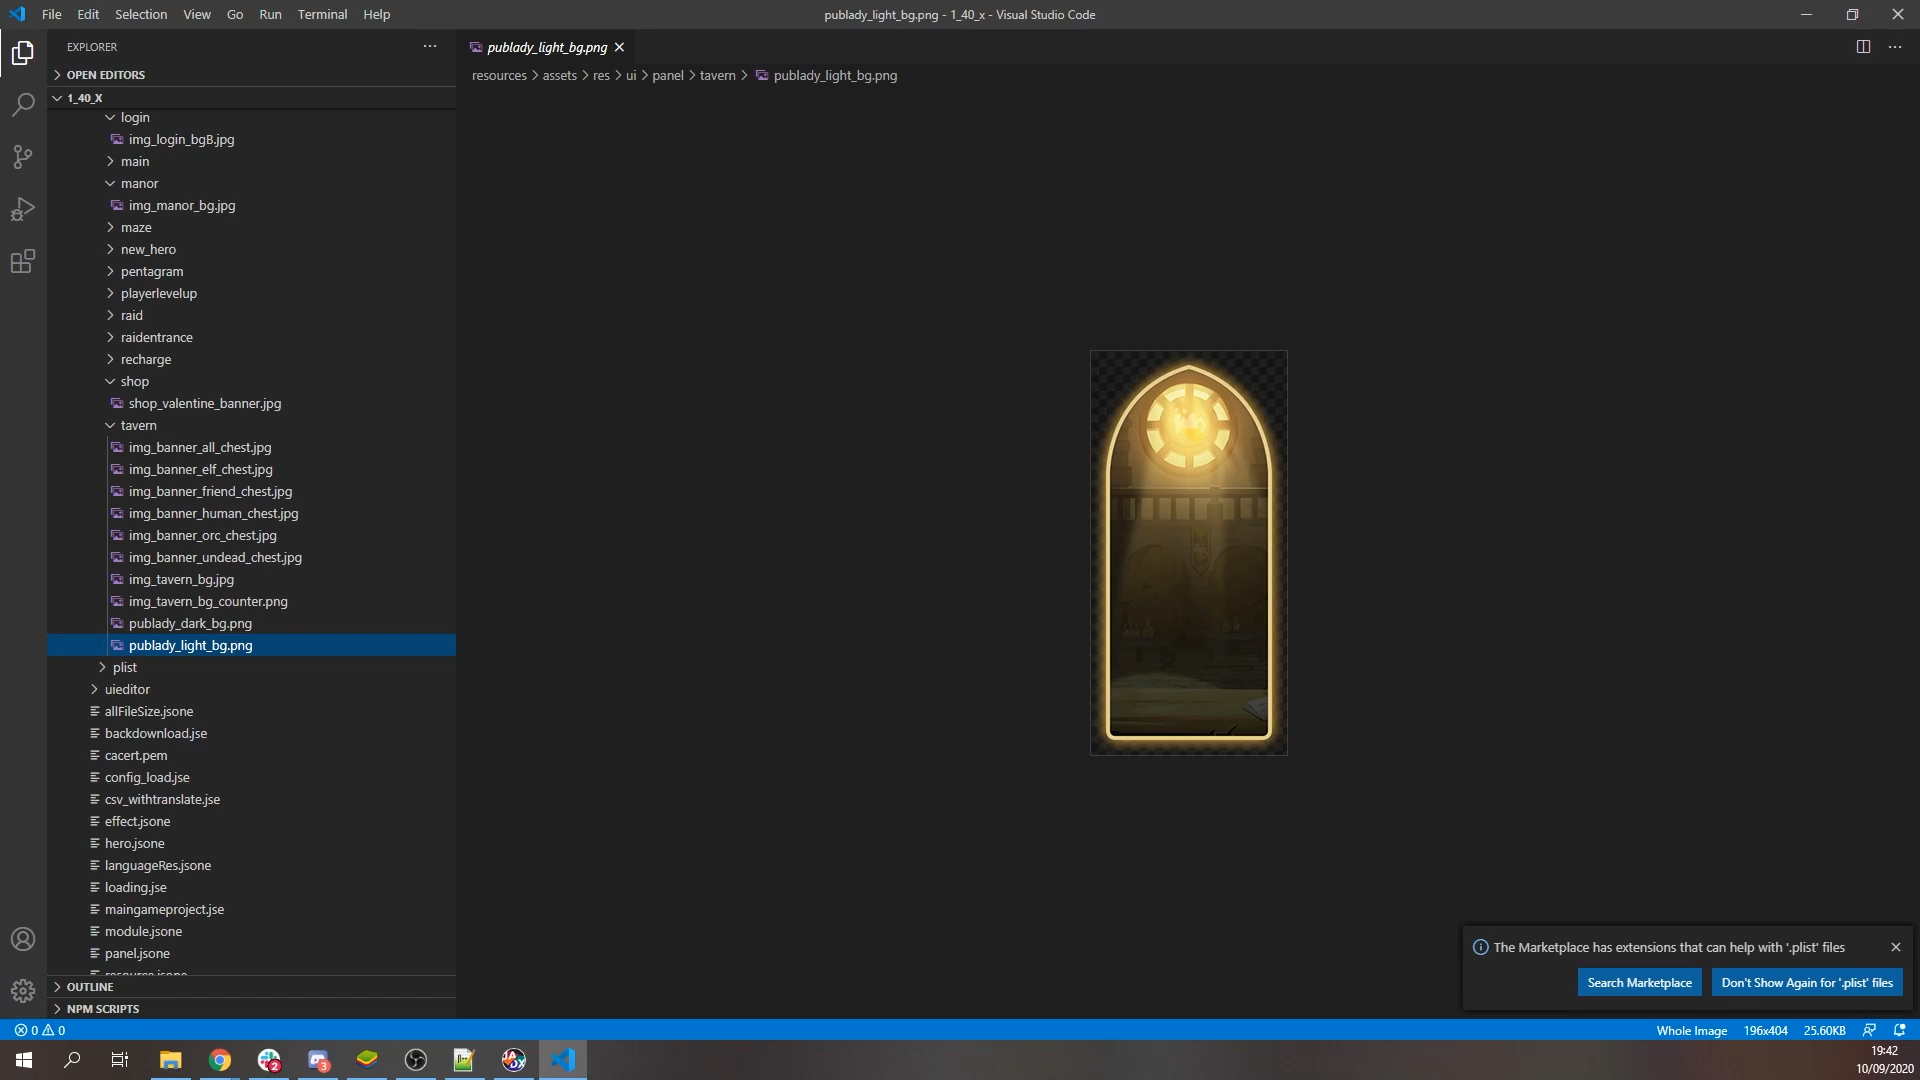 File Edit Selection View Go Run Terminal Help
publady_light_bg.png - 1_40_x - Visual Studio Code
EXPLORER
publady_light_bg.png
OPEN EDITORS
resources > assets > res > ui > panel > tavern > publady_light_bg.png
1_40_X
login
img_login_bgB.jpg
main
manor
img_manor_bg.jpg
maze
new_hero
pentagram
playerlevelup
raid
raidentrance
recharge
shop
shop_valentine_banner.jpg
tavern
img_banner_all_chest.jpg
img_banner_elf_chest.jpg
img_banner_friend_chest.jpg
img_banner_human_chest.jpg
img_banner_orc_chest.jpg
img_banner_undead_chest.jpg
img_tavern_bg.jpg
img_tavern_bg_counter.png
publady_dark_bg.png
publady_light_bg.png
plist
uieditor
allFileSize.jsone
backdownload.jse
cacert.pem
config_load.jse
csv_withtranslate.jse
effect.jsone
hero.jsone
languageRes.jsone
loading.jse
maingameproject.jse
module.jsone
panel.jsone
resource.jsone
OUTLINE
NPM SCRIPTS
The Marketplace has extensions that can help with '.plist' files
Search Marketplace
Don't Show Again for '.plist' files
0 0
Whole Image 196x404 25.60KB
2
3
19:42
10/09/2020